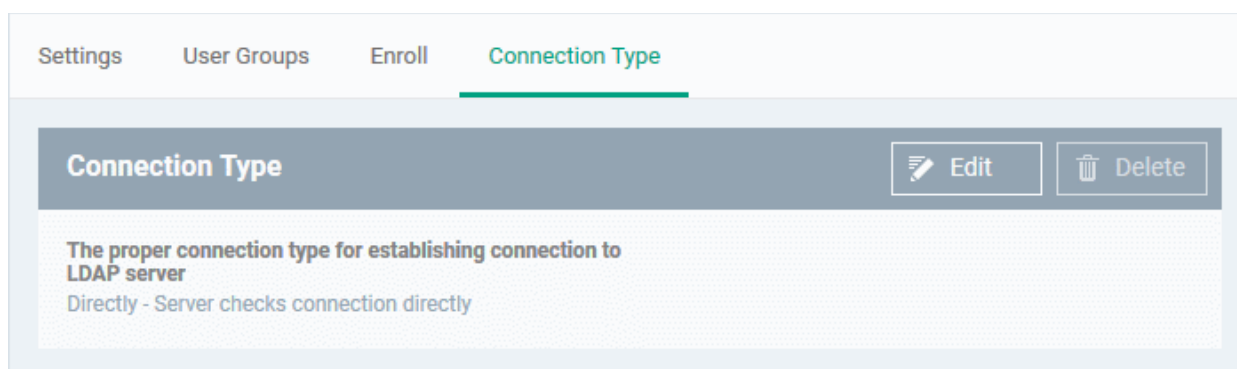 Settings User Groups Enroll Connection Type
Connection Type Edit Delete
The proper connection type for establishing connection to
LDAP server
Directly - Server checks connection directly